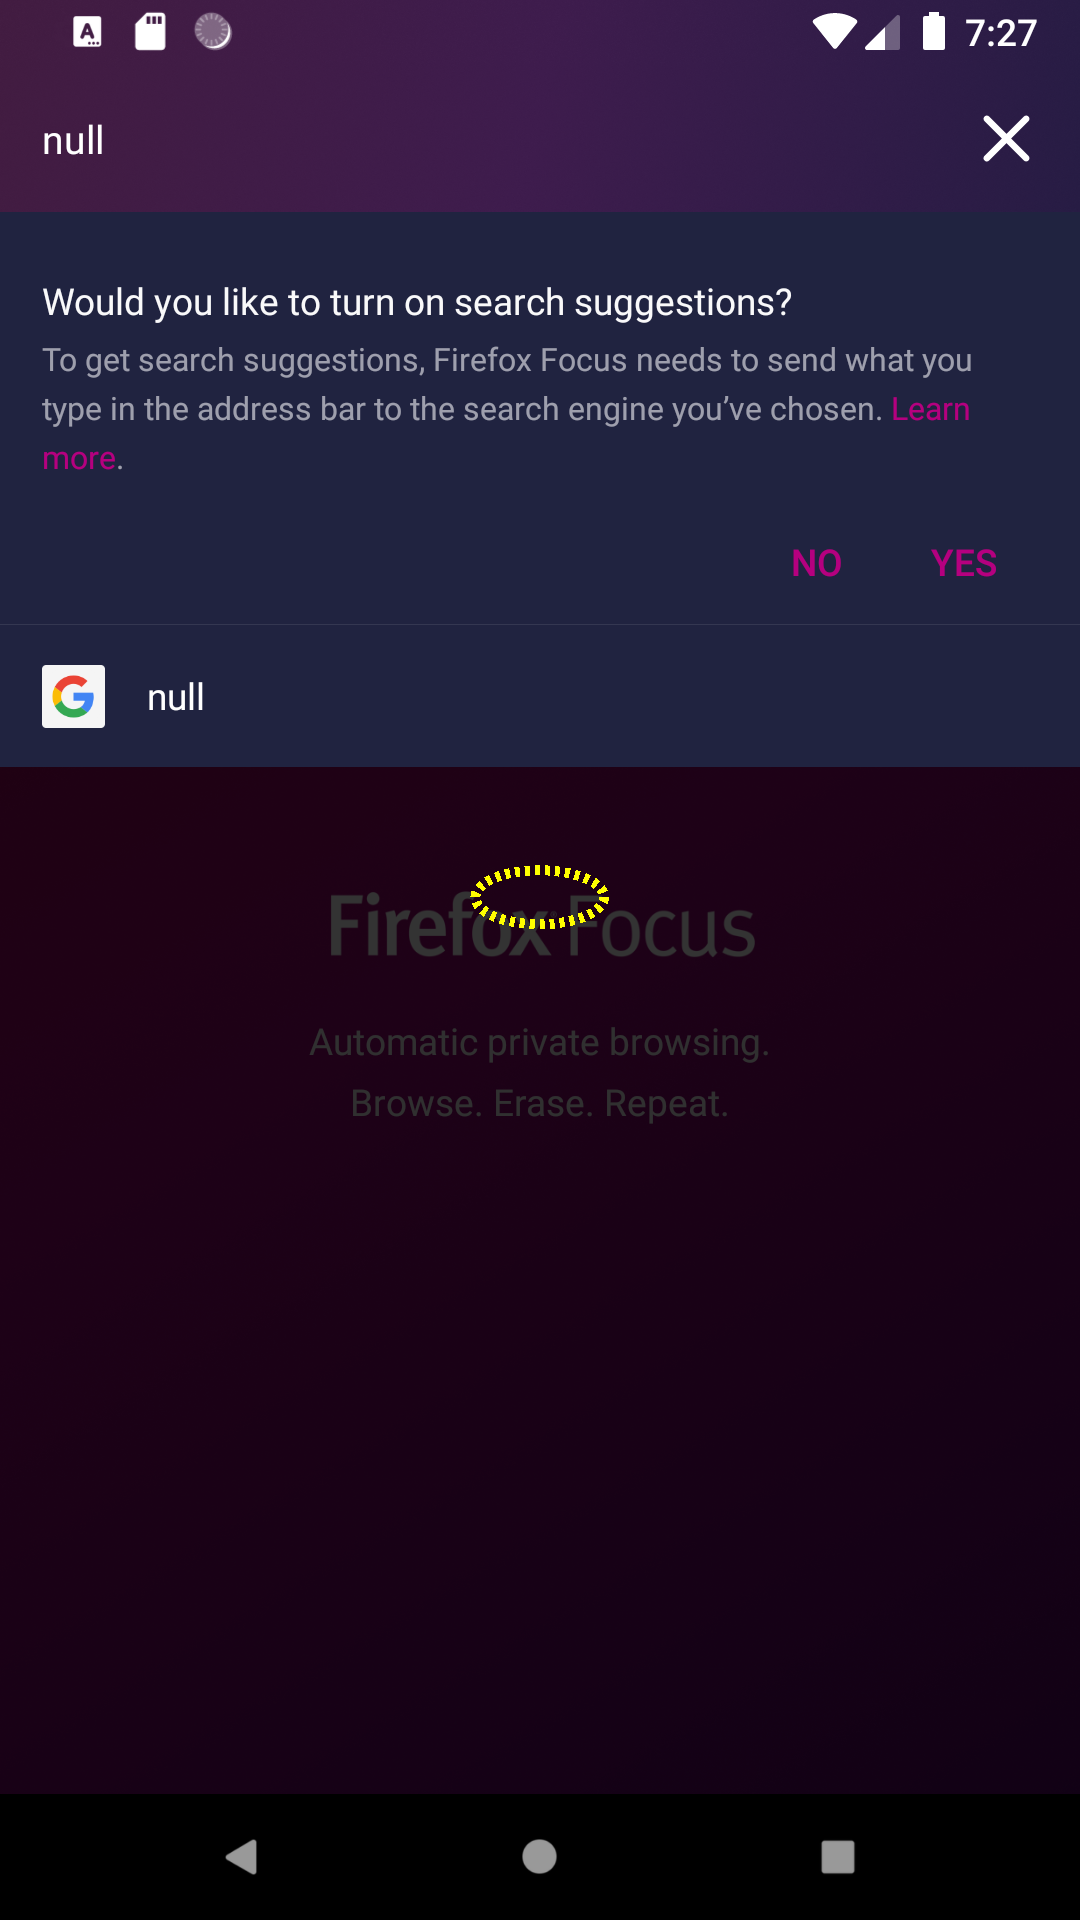 7:27
null
Would you like to turn on search suggestions?
To get search suggestions, Firefox Focus needs to send what you
type in the address bar to the search engine you’ve chosen. Learn
more.
NO YES
null
Firefox Focus
Automatic private browsing.
Browse. Erase. Repeat.